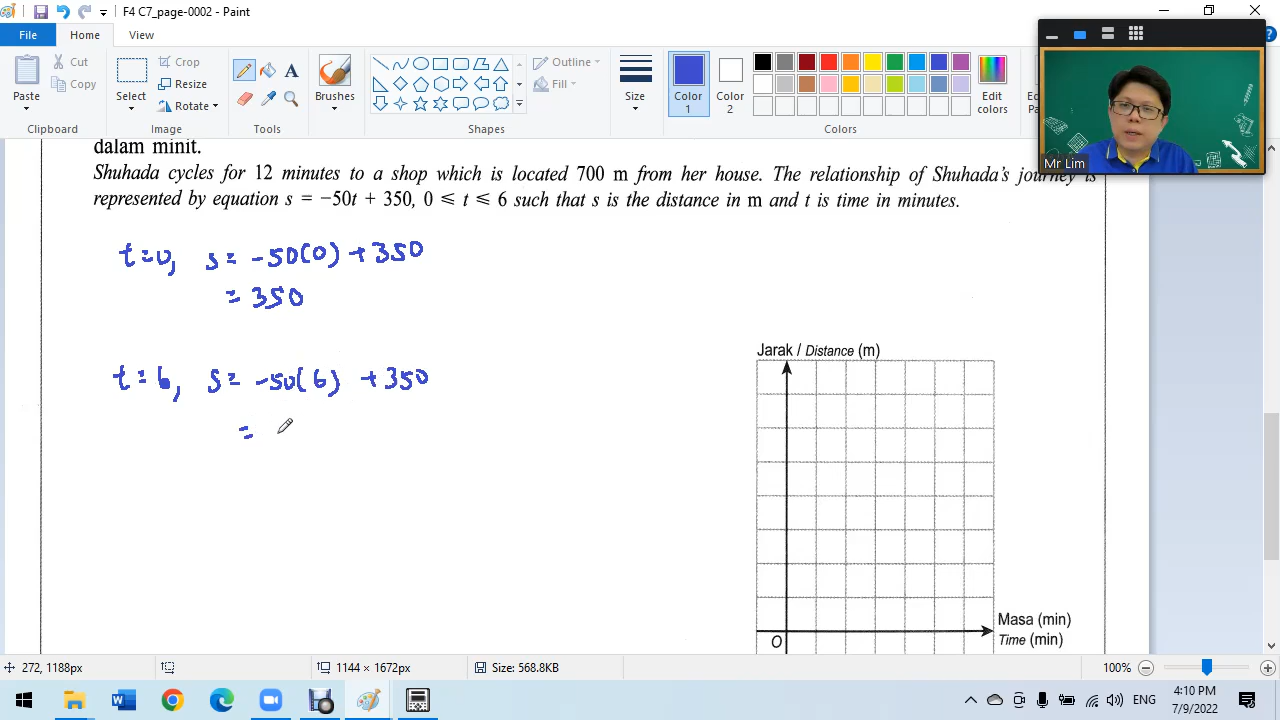 F4 C7_page-0002 - Paint
File Home View
Paste Cut Copy Clipboard
Select Crop Resize Rotate Image
A Tools
Brushes
Shapes Outline Fill
Size
Color 1 Color 2 Edit colors Colors
Mr Lim
dalam minit.
Shuhada cycles for 12 minutes to a shop which is located 700 m from her house. The relationship of Shuhada's journey is
represented by equation s = −50t + 350, 0 ⩽ t ⩽ 6 such that s is the distance in m and t is time in minutes.
t=0, s= -50(0) +350
= 350
Jarak / Distance (m)
t=6, s= -50(6) +350
=
Masa (min)
O Time (min)
272, 1188px 1144 × 1672px Size: 568.8KB 100%
ENG 4:10 PM
7/9/2022